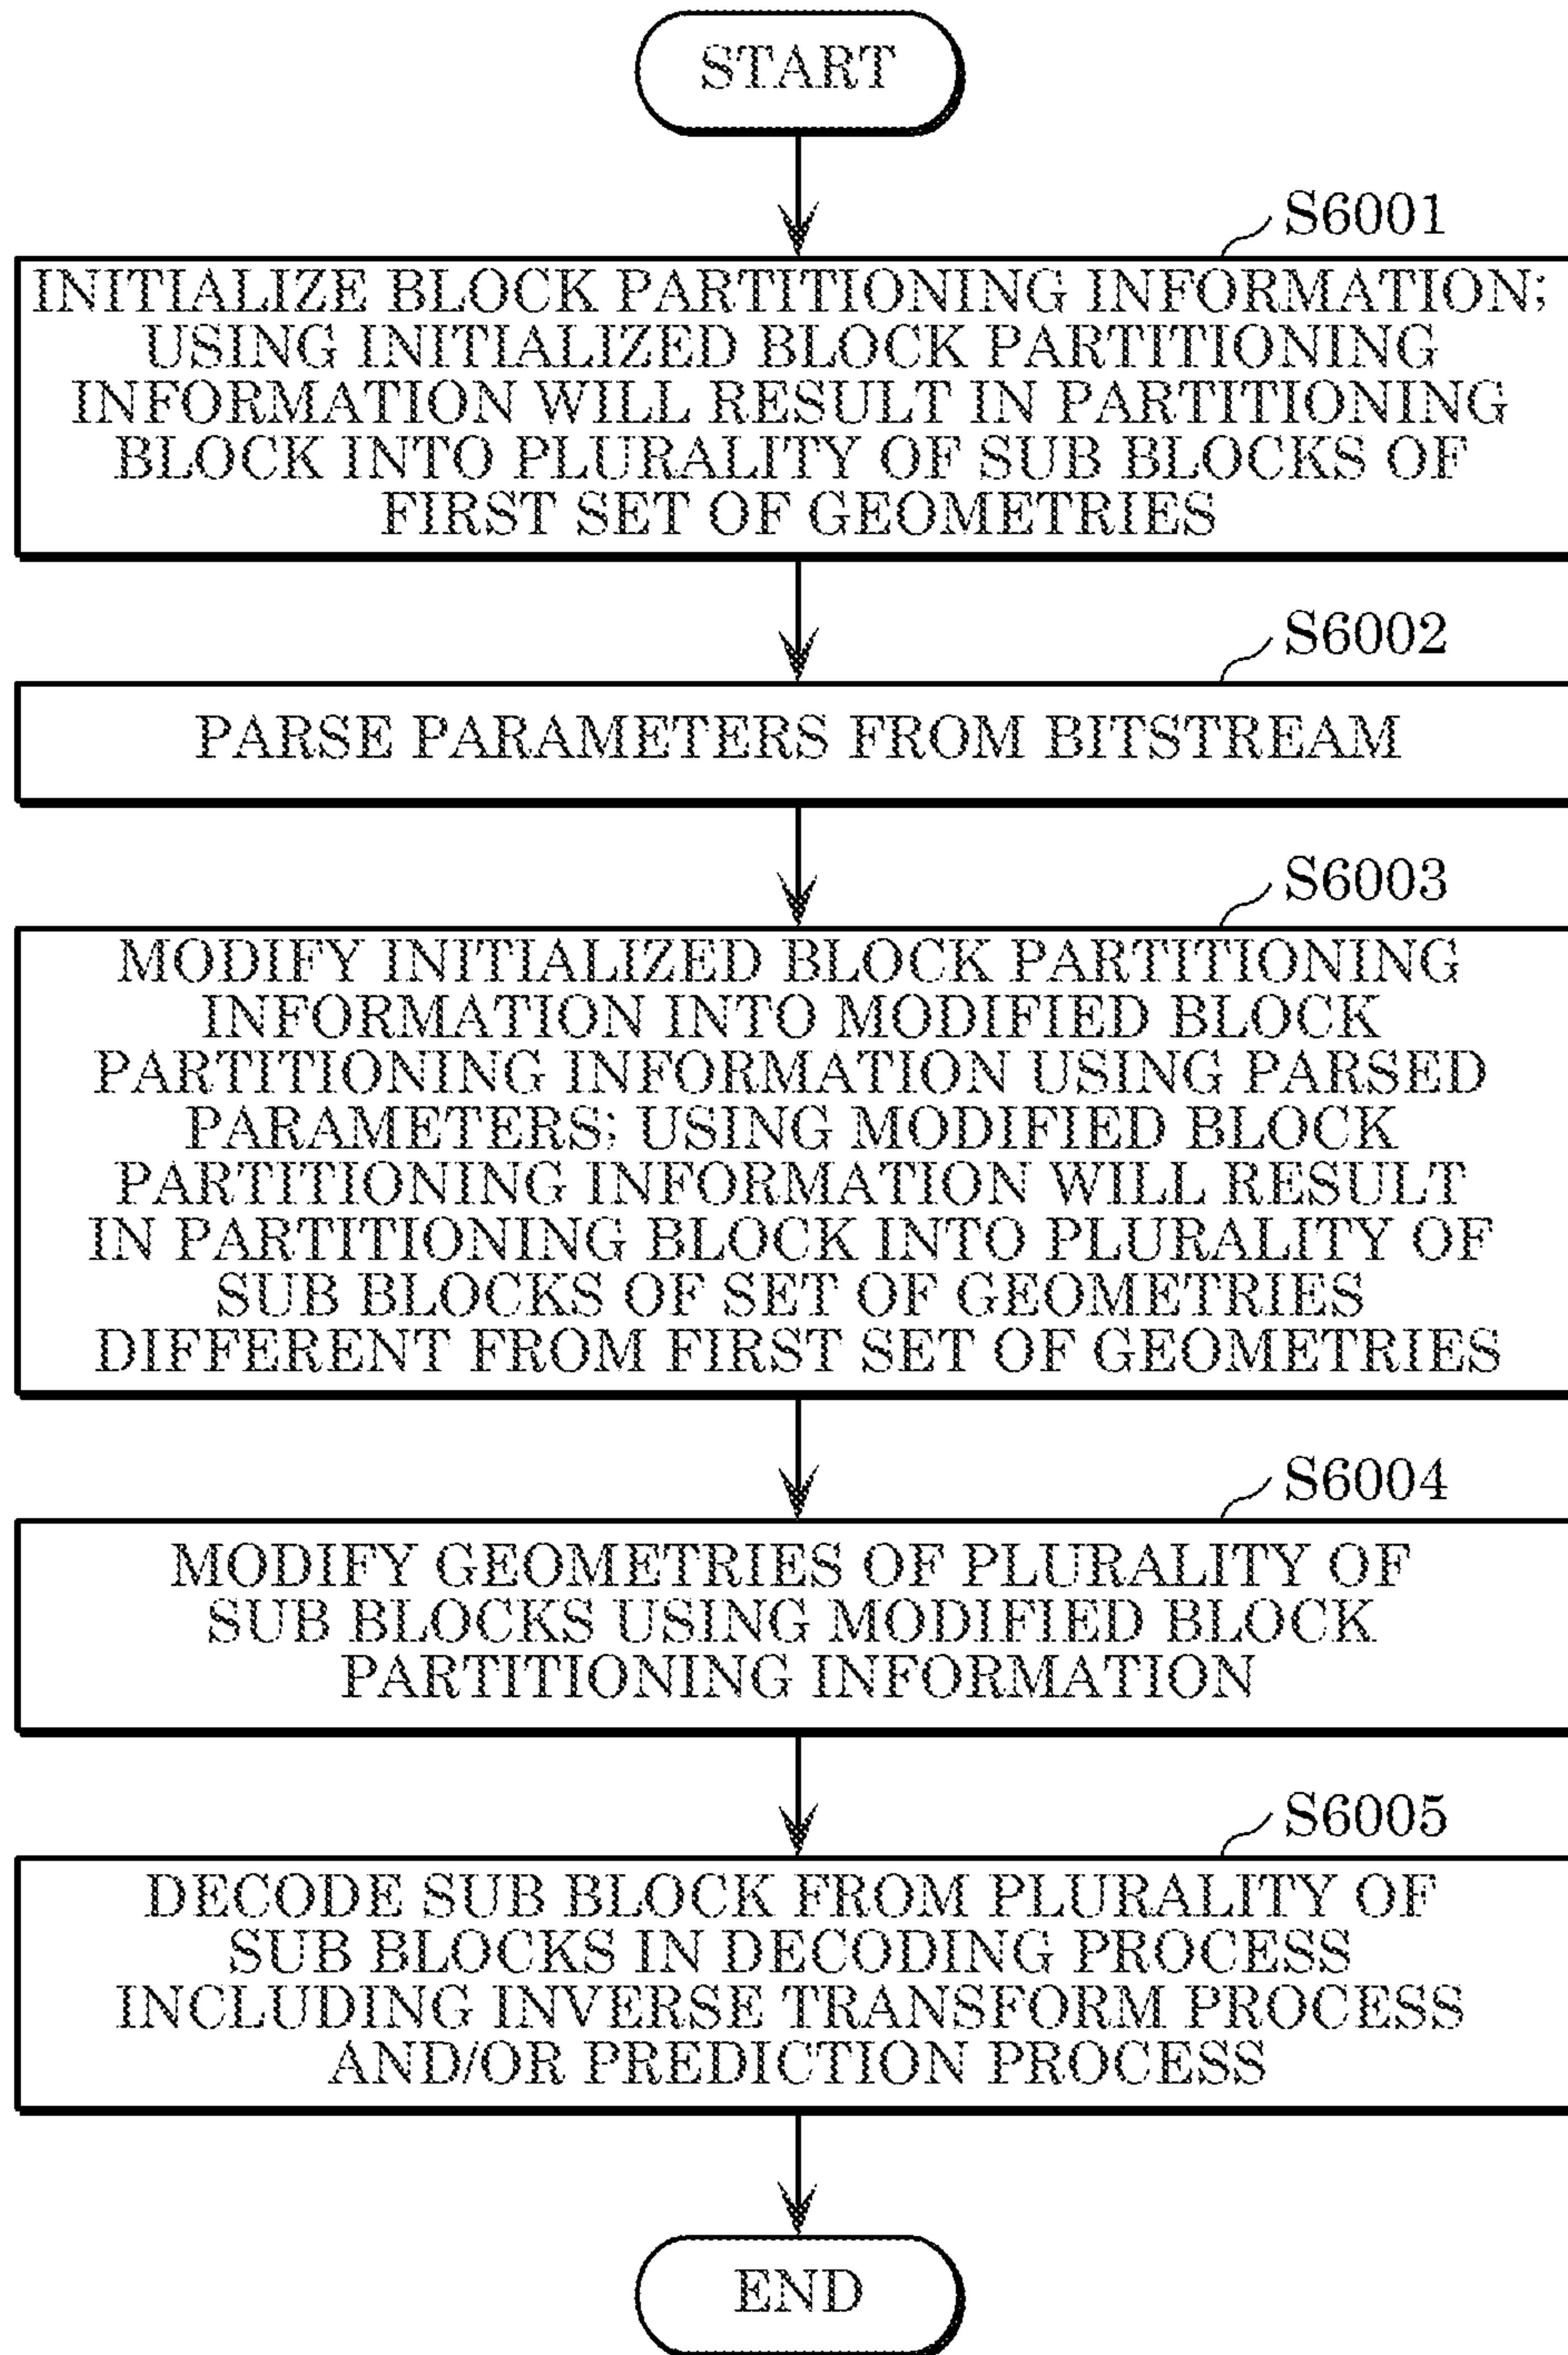 START
S6001
INITIALIZE BLOCK PARTITIONING INFORMATION;
USING INITIALIZED BLOCK PARTITIONING
INFORMATION WILL RESULT IN PARTITIONING
BLOCK INTO PLURALITY OF SUB BLOCKS OF
FIRST SET OF GEOMETRIES
S6002
PARSE PARAMETERS FROM BITSTREAM
S6003
MODIFY INITIALIZED BLOCK PARTITIONING
INFORMATION INTO MODIFIED BLOCK
PARTITIONING INFORMATION USING PARSED
PARAMETERS; USING MODIFIED BLOCK
PARTITIONING INFORMATION WILL RESULT
IN PARTITIONING BLOCK INTO PLURALITY OF
SUB BLOCKS OF SET OF GEOMETRIES
DIFFERENT FROM FIRST SET OF GEOMETRIES
S6004
MODIFY GEOMETRIES OF PLURALITY OF
SUB BLOCKS USING MODIFIED BLOCK
PARTITIONING INFORMATION
S6005
DECODE SUB BLOCK FROM PLURALITY OF
SUB BLOCKS IN DECODING PROCESS
INCLUDING INVERSE TRANSFORM PROCESS
AND/OR PREDICTION PROCESS
END